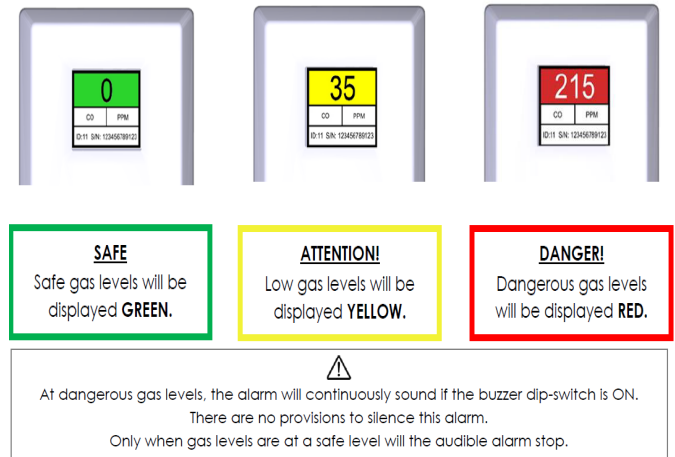 0
CO PPM
ID:11 S/N: 123456789123
35
CO PPM
ID:11 S/N: 123456789123
215
CO PPM
ID:11 S/N: 123456789123
SAFE
Safe gas levels will be
displayed GREEN.
ATTENTION!
Low gas levels will be
displayed YELLOW.
DANGER!
Dangerous gas levels
will be displayed RED.
At dangerous gas levels, the alarm will continuously sound if the buzzer dip-switch is ON.
There are no provisions to silence this alarm.
Only when gas levels are at a safe level will the audible alarm stop.